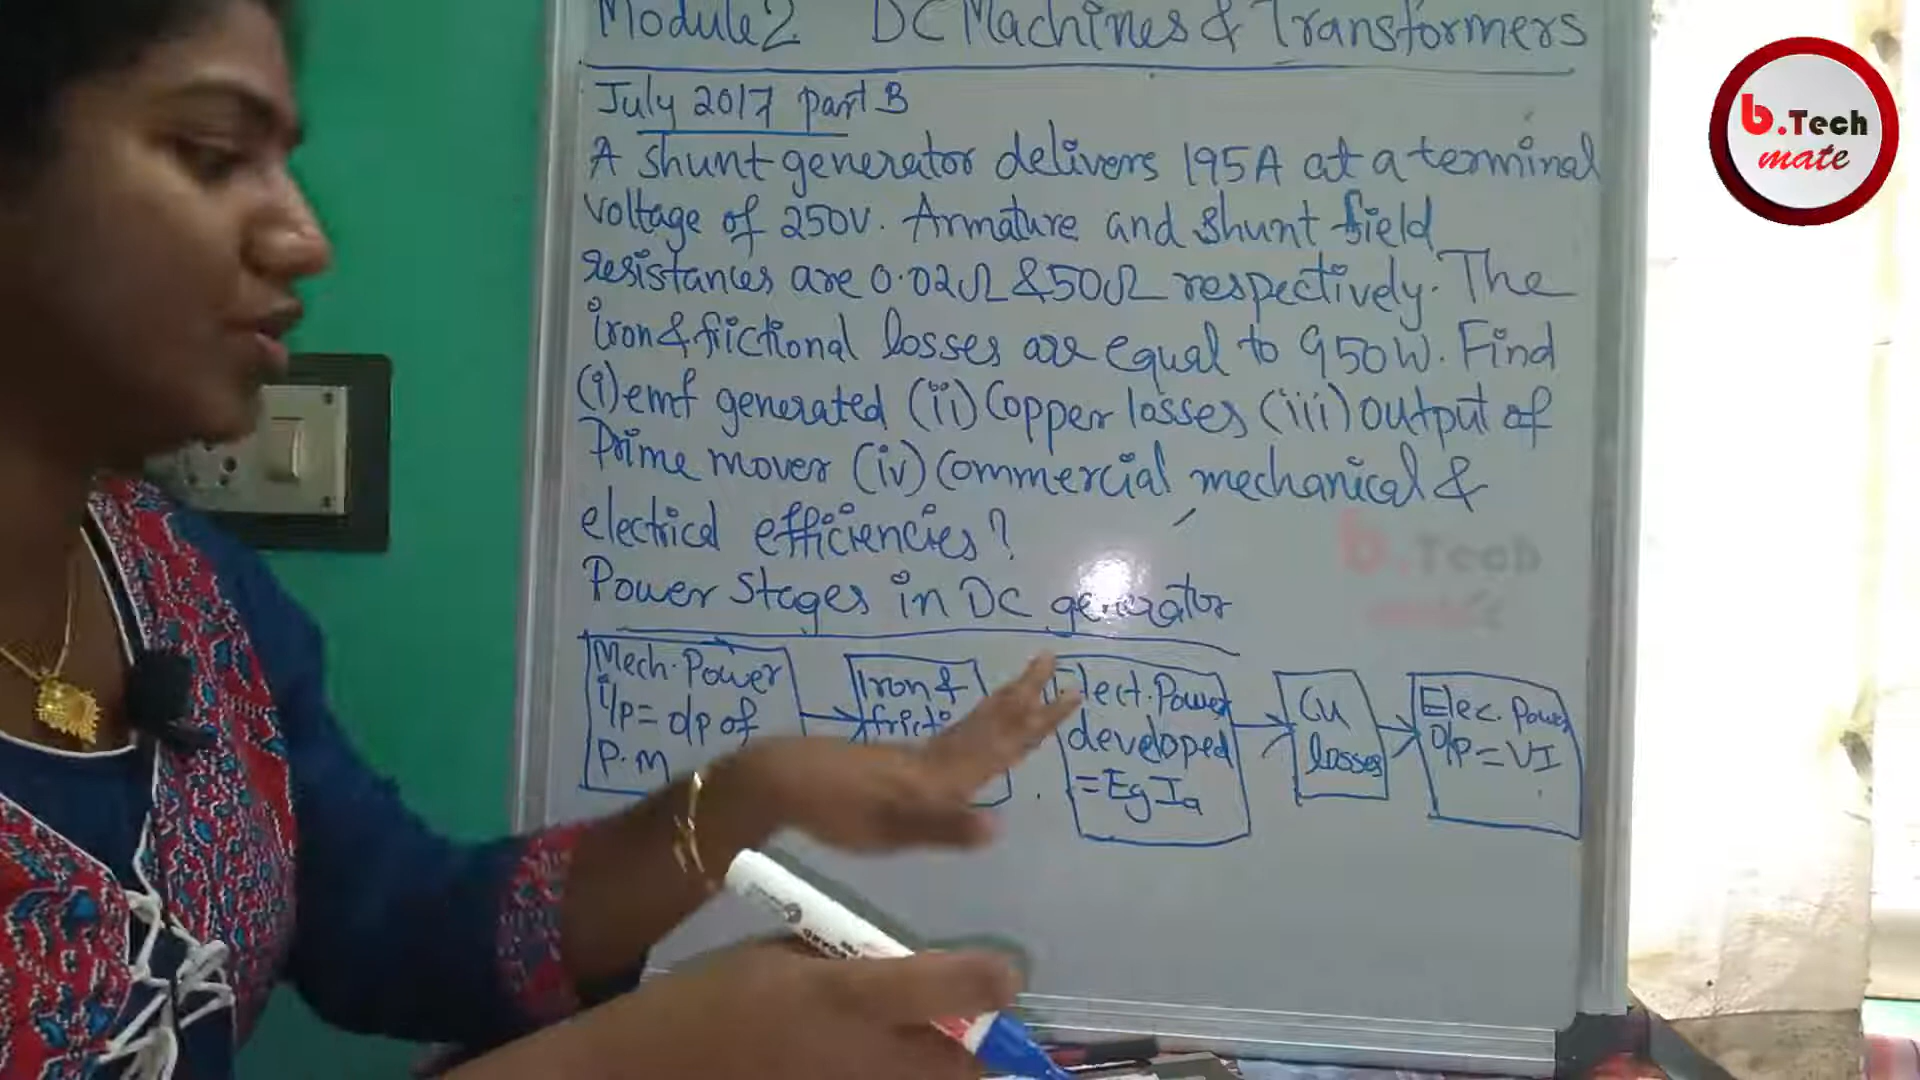 Module 2 DC Machines & Transformers
July 2017 part B
A shunt generator delivers 195A at a terminal
voltage of 250V. Armature and shunt field
resistances are 0.02Ω & 50Ω respectively. The
iron & frictional losses are equal to 950W. Find
(i) emf generated (ii) Copper losses (iii) output of
Prime mover (iv) Commercial mechanical &
electrical efficiencies?
Power Stages in DC generator
Mech. Power
i/p = o/p of
P.M
Iron &
Elect. Power
developed
= Eg Ia
Cu
losses
Elec. Power
o/p = VI
b.Tech
mate
b.Tech